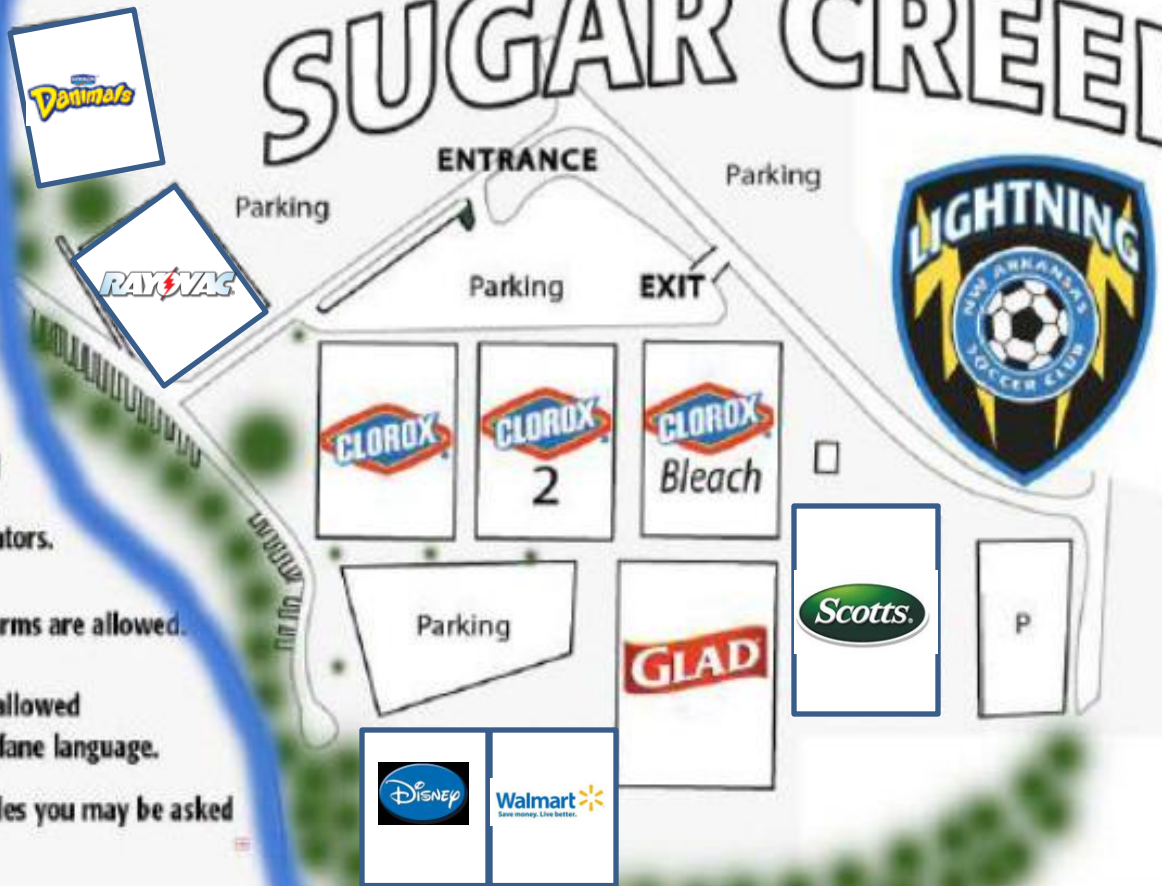 SUGAR CREE
Danimals
ENTRANCE
Parking
Parking
LIGHTNING
NW ARKANSAS
SOCCER CLUB
RAYOVAC
Parking
EXIT
CLOROX
CLOROX
2
CLOROX
Bleach
ators.
rms are allowed.
Parking
GLAD
Scotts.
P
allowed
fane language.
les you may be asked
Disney
Walmart
Save money. Live better.